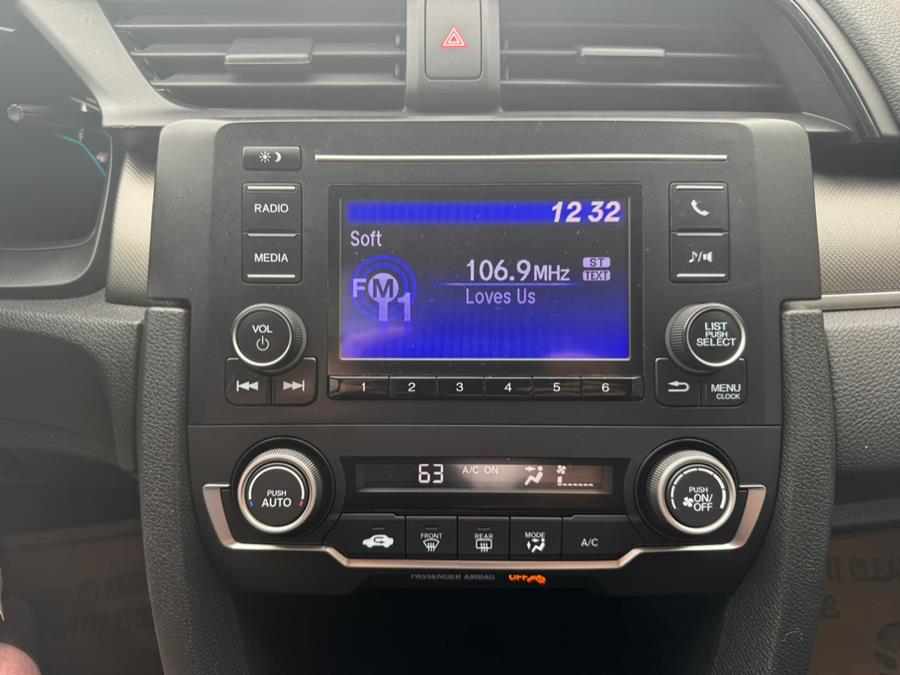 RADIO
MEDIA
12 32
Soft
FM
1
106.9MHz
ST
TEXT
Loves Us
VOL
LIST
PUSH
SELECT
MENU
CLOCK
1 2 3 4 5 6
PUSH
AUTO
63 A/C ON
PUSH
ON/
OFF
FRONT
REAR
MODE
A/C
PASSENGER AIRBAG OFF